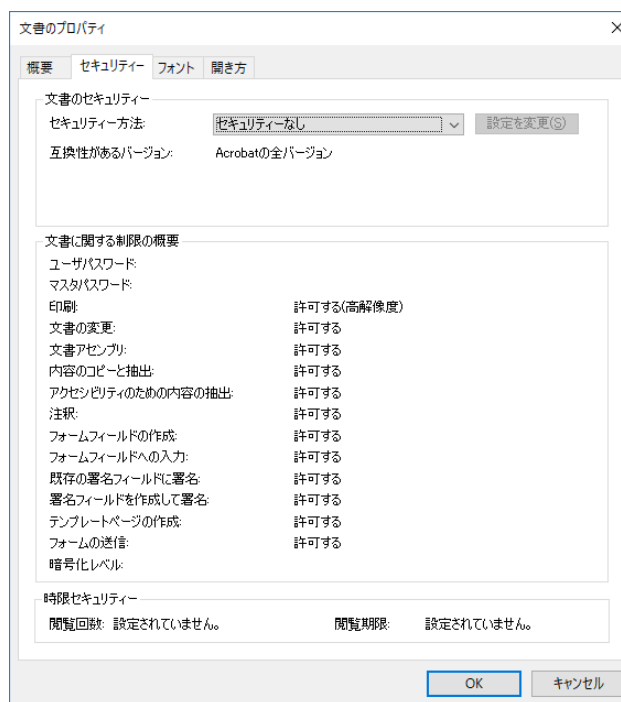 文書のプロパティ
概要 セキュリティー フォント 開き方
文書のセキュリティー
セキュリティー方法: セキュリティーなし 設定を変更(S)
互換性があるバージョン: Acrobatの全バージョン
文書に関する制限の概要
ユーザパスワード:
マスタパスワード:
印刷: 許可する(高解像度)
文書の変更: 許可する
文書アセンブリ: 許可する
内容のコピーと抽出: 許可する
アクセシビリティのための内容の抽出: 許可する
注釈: 許可する
フォームフィールドの作成: 許可する
フォームフィールドへの入力: 許可する
既存の署名フィールドに署名: 許可する
署名フィールドを作成して署名: 許可する
テンプレートページの作成: 許可する
フォームの送信: 許可する
暗号化レベル:
時限セキュリティー
閲覧回数: 設定されていません。 閲覧期限: 設定されていません。
OK キャンセル